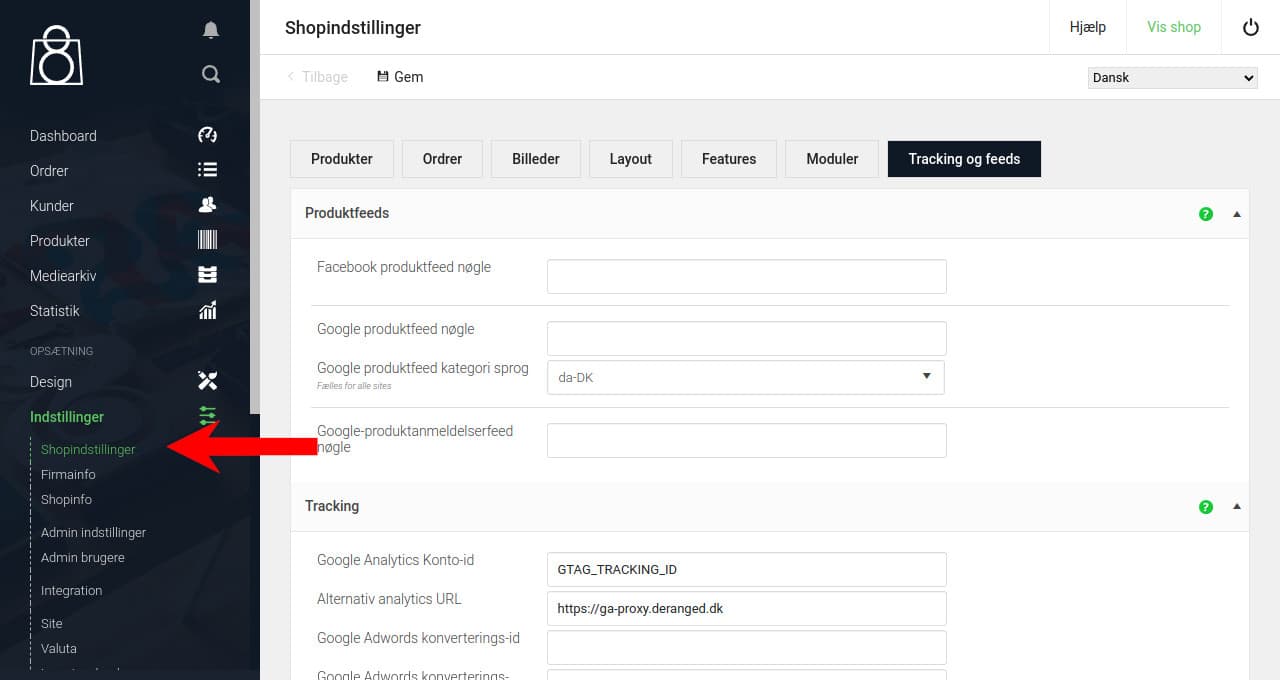 Shopindstillinger
Hjælp
Vis shop
Tilbage
Gem
Dansk
Dashboard
Ordrer
Kunder
Produkter
Mediearkiv
Statistik
OPSÆTNING
Design
Indstillinger
Shopindstillinger
Firmainfo
Shopinfo
Admin indstillinger
Admin brugere
Integration
Site
Valuta
Produkter
Ordrer
Billeder
Layout
Features
Moduler
Tracking og feeds
Produktfeeds
?
Facebook produktfeed nøgle
Google produktfeed nøgle
Google produktfeed kategori sprog
Fælles for alle sites
da-DK
Google-produktanmeldelserfeed
nøgle
Tracking
?
Google Analytics Konto-id
GTAG_TRACKING_ID
Alternativ analytics URL
https://ga-proxy.deranged.dk
Google Adwords konverterings-id
Google Adwords konverterings-